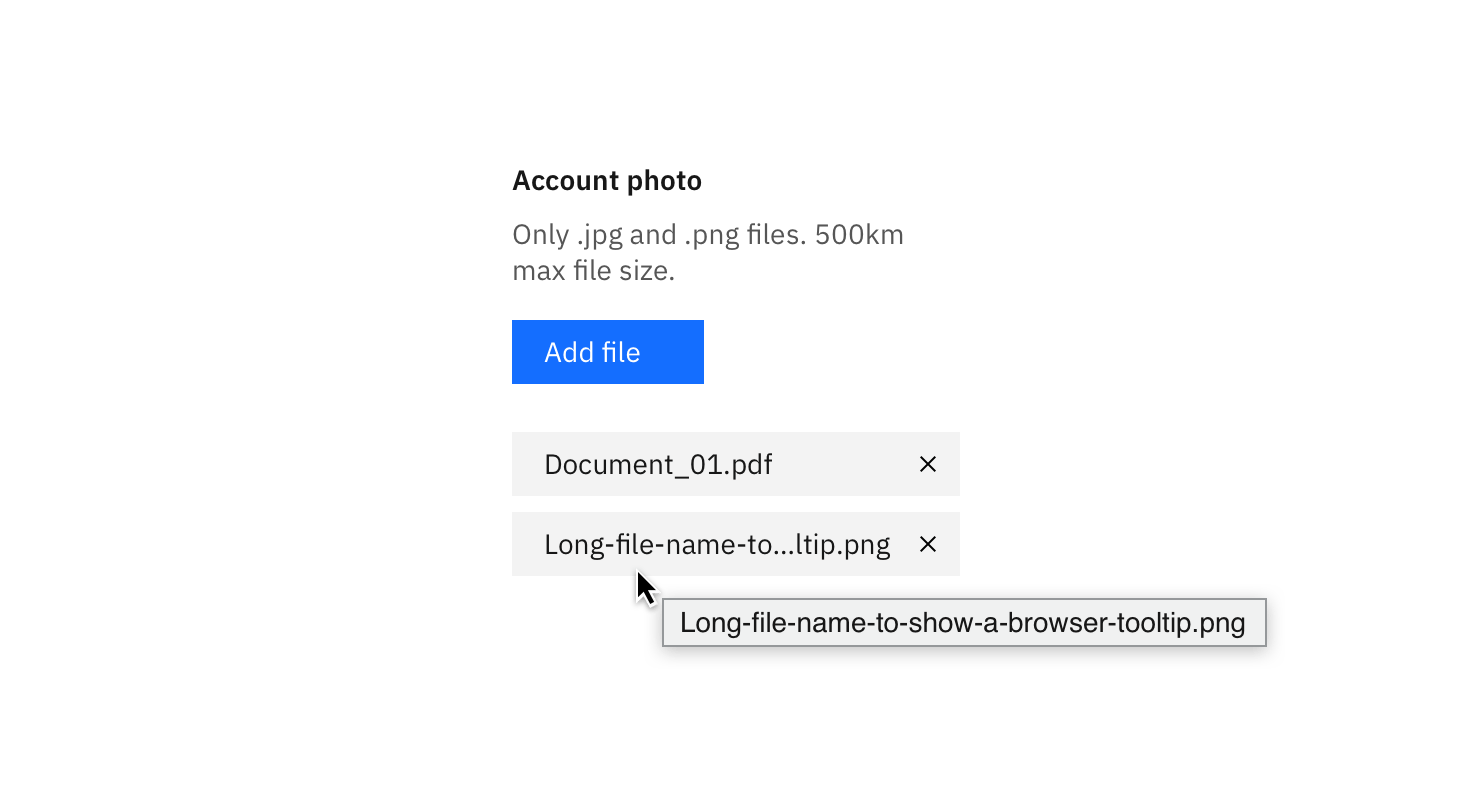 Account photo
Only .jpg and .png files. 500km
max file size.
Add file
Document_01.pdf
Long-file-name-to...ltip.png
Long-file-name-to-show-a-browser-tooltip.png